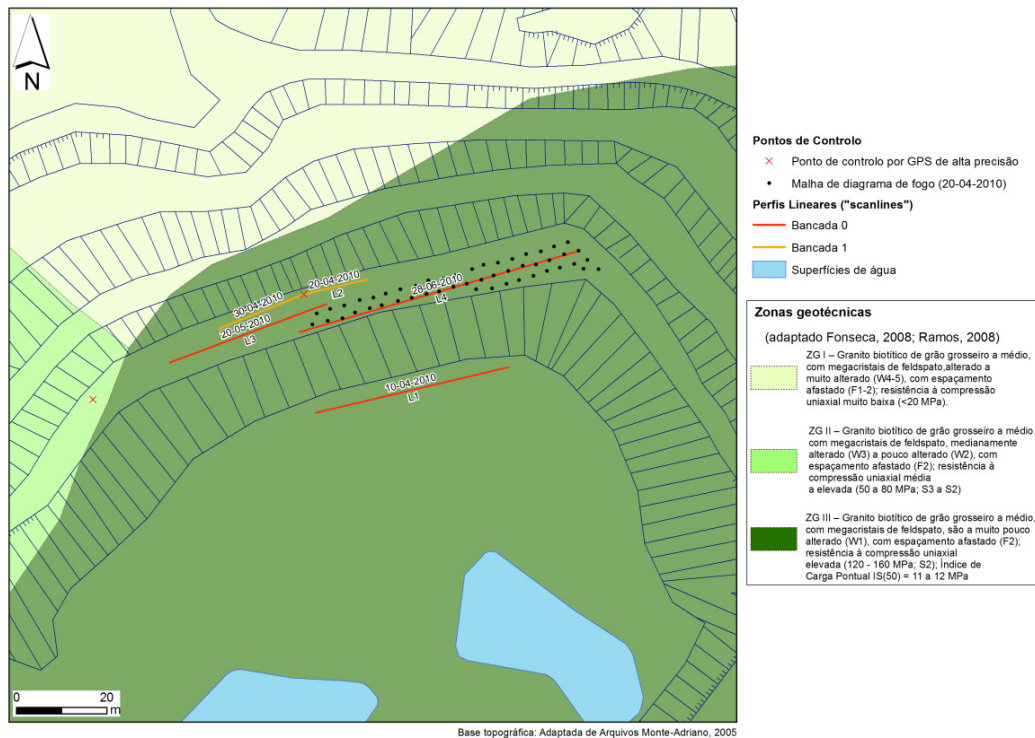 N
20-04-2010
L2
30-04-2010
20-05-2010
L3
28-06-2010
L4
10-04-2010
L1
0 20
m
Base topográfica: Adaptada de Arquivos Monte-Adriano, 2005
Pontos de Controlo
Ponto de controlo por GPS de alta precisão
Malha de diagrama de fogo (20-04-2010)
Perfis Lineares ("scanlines")
Bancada 0
Bancada 1
Superfícies de água
Zonas geotécnicas
(adaptado Fonseca, 2008; Ramos, 2008)
ZG I – Granito biotítico de grão grosseiro a médio,
com megacristais de feldspato,alterado a
muito alterado (W4-5), com espaçamento
afastado (F1-2); resistência à compressão
uniaxial muito baixa (<20 MPa).
ZG II – Granito biotítico de grão grosseiro a médio,
com megacristais de feldspato, medianamente
alterado (W3) a pouco alterado (W2), com
espaçamento afastado (F2); resistência à
compressão uniaxial média
a elevada (50 a 80 MPa; S3 a S2)
ZG III – Granito biotítico de grão grosseiro a médio,
com megacristais de feldspato, são a muito pouco
alterado (W1), com espaçamento afastado (F2);
resistência à compressão uniaxial
elevada (120 - 160 MPa; S2); Índice de
Carga Pontual IS(50) = 11 a 12 MPa